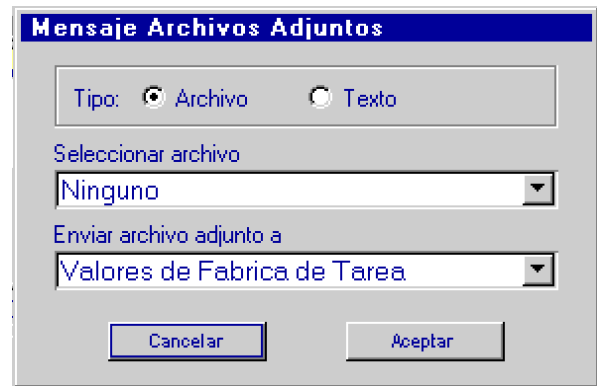 Mensaje Archivos Adjuntos
Tipo: Archivo Texto
Seleccionar archivo
Ninguno
Enviar archivo adjunto a
Valores de Fabrica de Tarea
Cancelar Aceptar